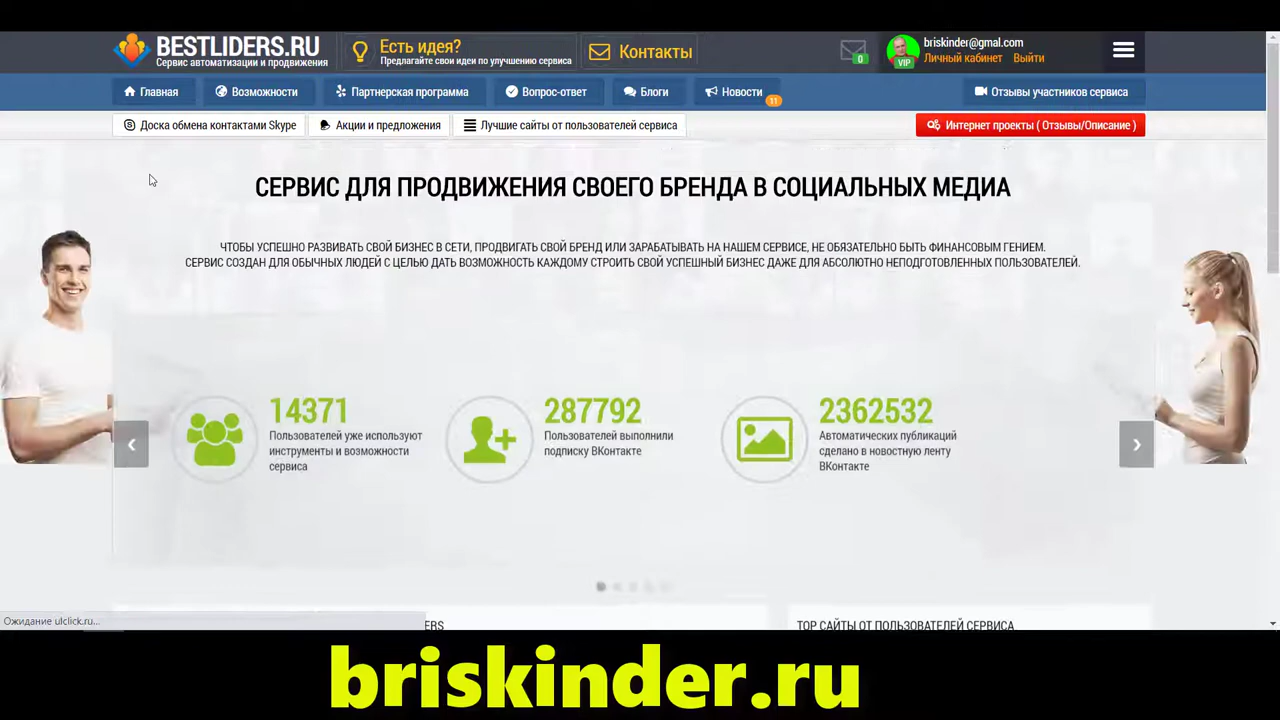 BESTLIDERS.RU
Сервис автоматизации и продвижения
Есть идея?
Предлагайте свои идеи по улучшению сервиса
Контакты
0
VIP
briskinder@gmal.com
Личный кабинет Выйти
Главная
Возможности
Партнерская программа
Вопрос-ответ
Блоги
Новости
11
Отзывы участников сервиса
Доска обмена контактами Skype
Акции и предложения
Лучшие сайты от пользователей сервиса
Интернет проекты ( Отзывы/Описание )
СЕРВИС ДЛЯ ПРОДВИЖЕНИЯ СВОЕГО БРЕНДА В СОЦИАЛЬНЫХ МЕДИА
ЧТОБЫ УСПЕШНО РАЗВИВАТЬ СВОЙ БИЗНЕС В СЕТИ, ПРОДВИГАТЬ СВОЙ БРЕНД ИЛИ ЗАРАБАТЫВАТЬ НА НАШЕМ СЕРВИСЕ, НЕ ОБЯЗАТЕЛЬНО БЫТЬ ФИНАНСОВЫМ ГЕНИЕМ.
СЕРВИС СОЗДАН ДЛЯ ОБЫЧНЫХ ЛЮДЕЙ С ЦЕЛЬЮ ДАТЬ ВОЗМОЖНОСТЬ КАЖДОМУ СТРОИТЬ СВОЙ УСПЕШНЫЙ БИЗНЕС ДАЖЕ ДЛЯ АБСОЛЮТНО НЕПОДГОТОВЛЕННЫХ ПОЛЬЗОВАТЕЛЕЙ.
14371
Пользователей уже используют
инструменты и возможности
сервиса
287792
Пользователей выполнили
подписку ВКонтакте
2362532
Автоматических публикаций
сделано в новостную ленту
ВКонтакте
Ожидание ulclick.ru...
ERS
TOP САЙТЫ ОТ ПОЛЬЗОВАТЕЛЕЙ СЕРВИСА
briskinder.ru